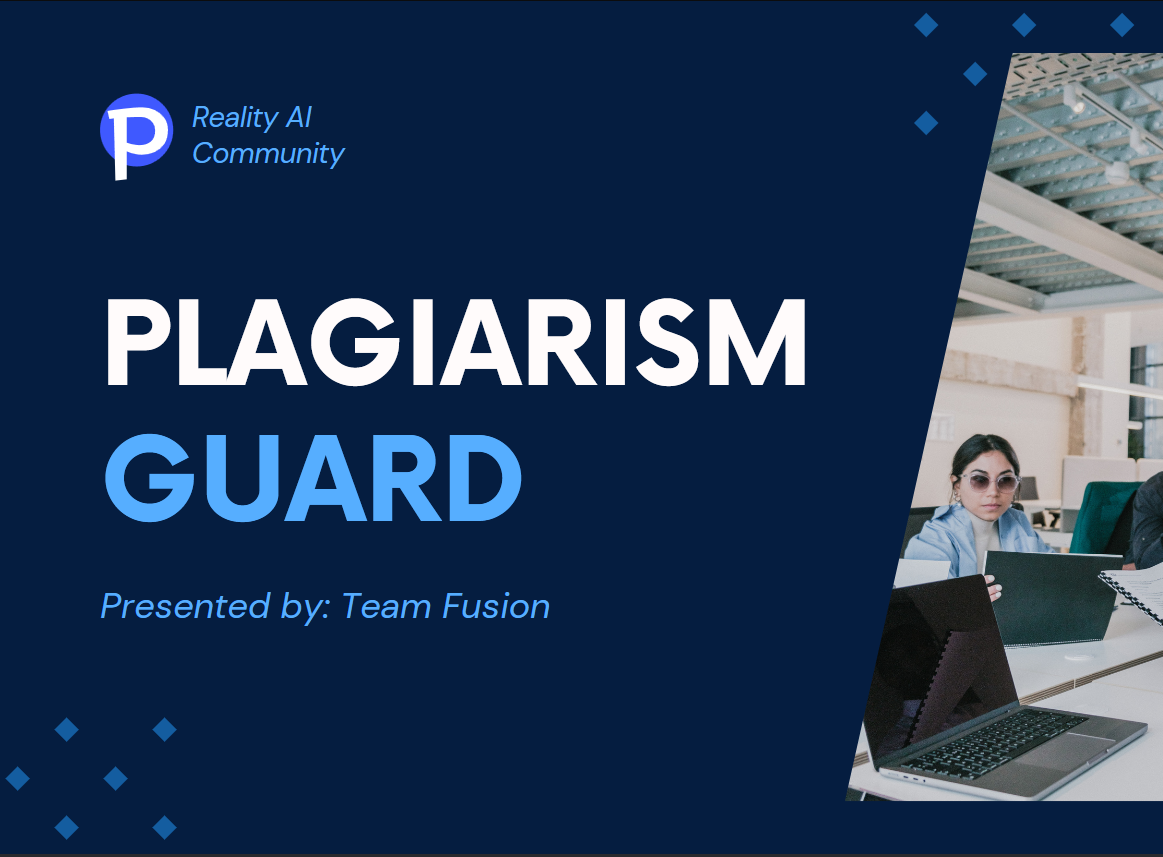 Reality AI
Community
PLAGIARISM
GUARD
Presented by: Team Fusion